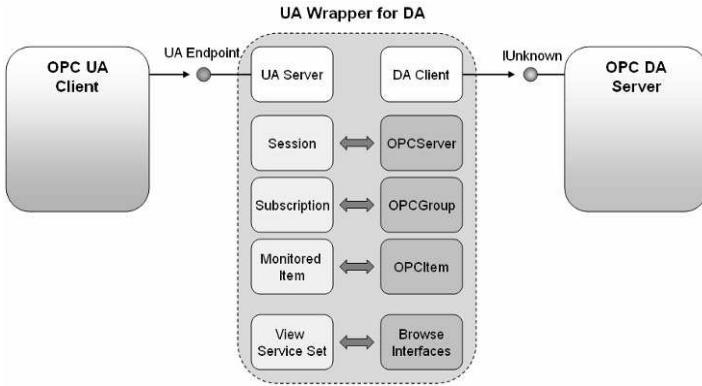 UA Wrapper for DA
OPC UA
Client
UA Endpoint
UA Server
DA Client
IUnknown
OPC DA
Server
Session
OPCServer
Subscription
OPCGroup
Monitored
Item
OPCItem
View
Service Set
Browse
Interfaces